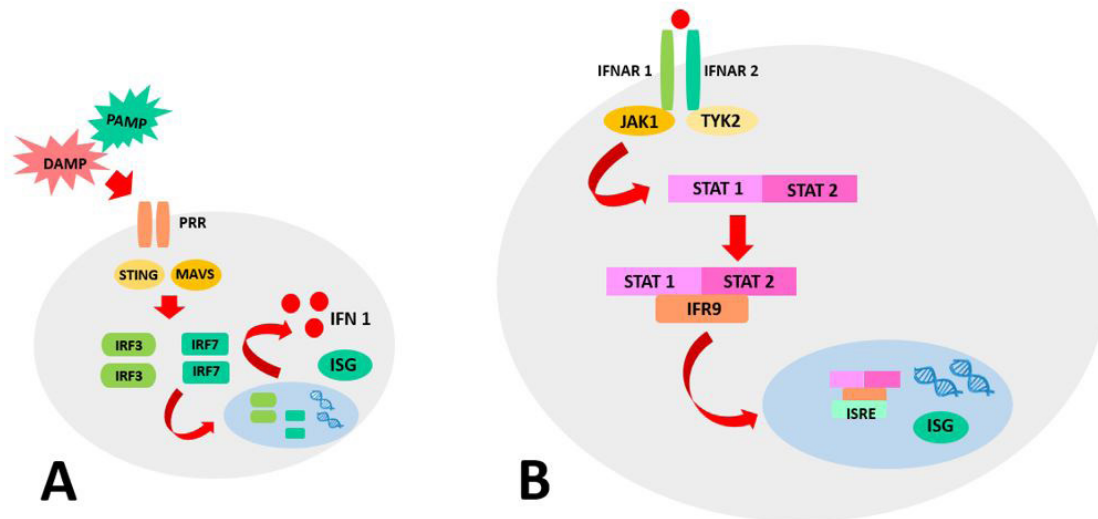 PAMP
DAMP
PRR
STING
MAVS
IFN 1
IRF3
IRF7
IRF3
IRF7
ISG
A
IFNAR 1
IFNAR 2
JAK1
TYK2
STAT 1
STAT 2
STAT 1
STAT 2
IFR9
ISRE
ISG
B